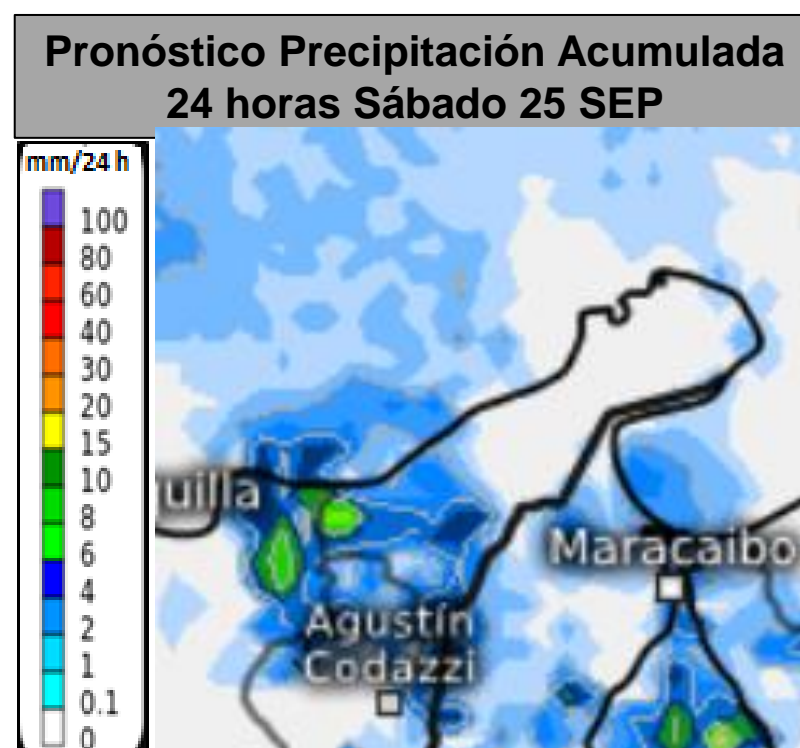 Pronóstico Precipitación Acumulada
24 horas Sábado 25 SEP
mm/24 h
100
80
60
40
30
20
15
10
8
6
4
2
1
0.1
0
uilla
Maracaibo
Agustín
Codazzi